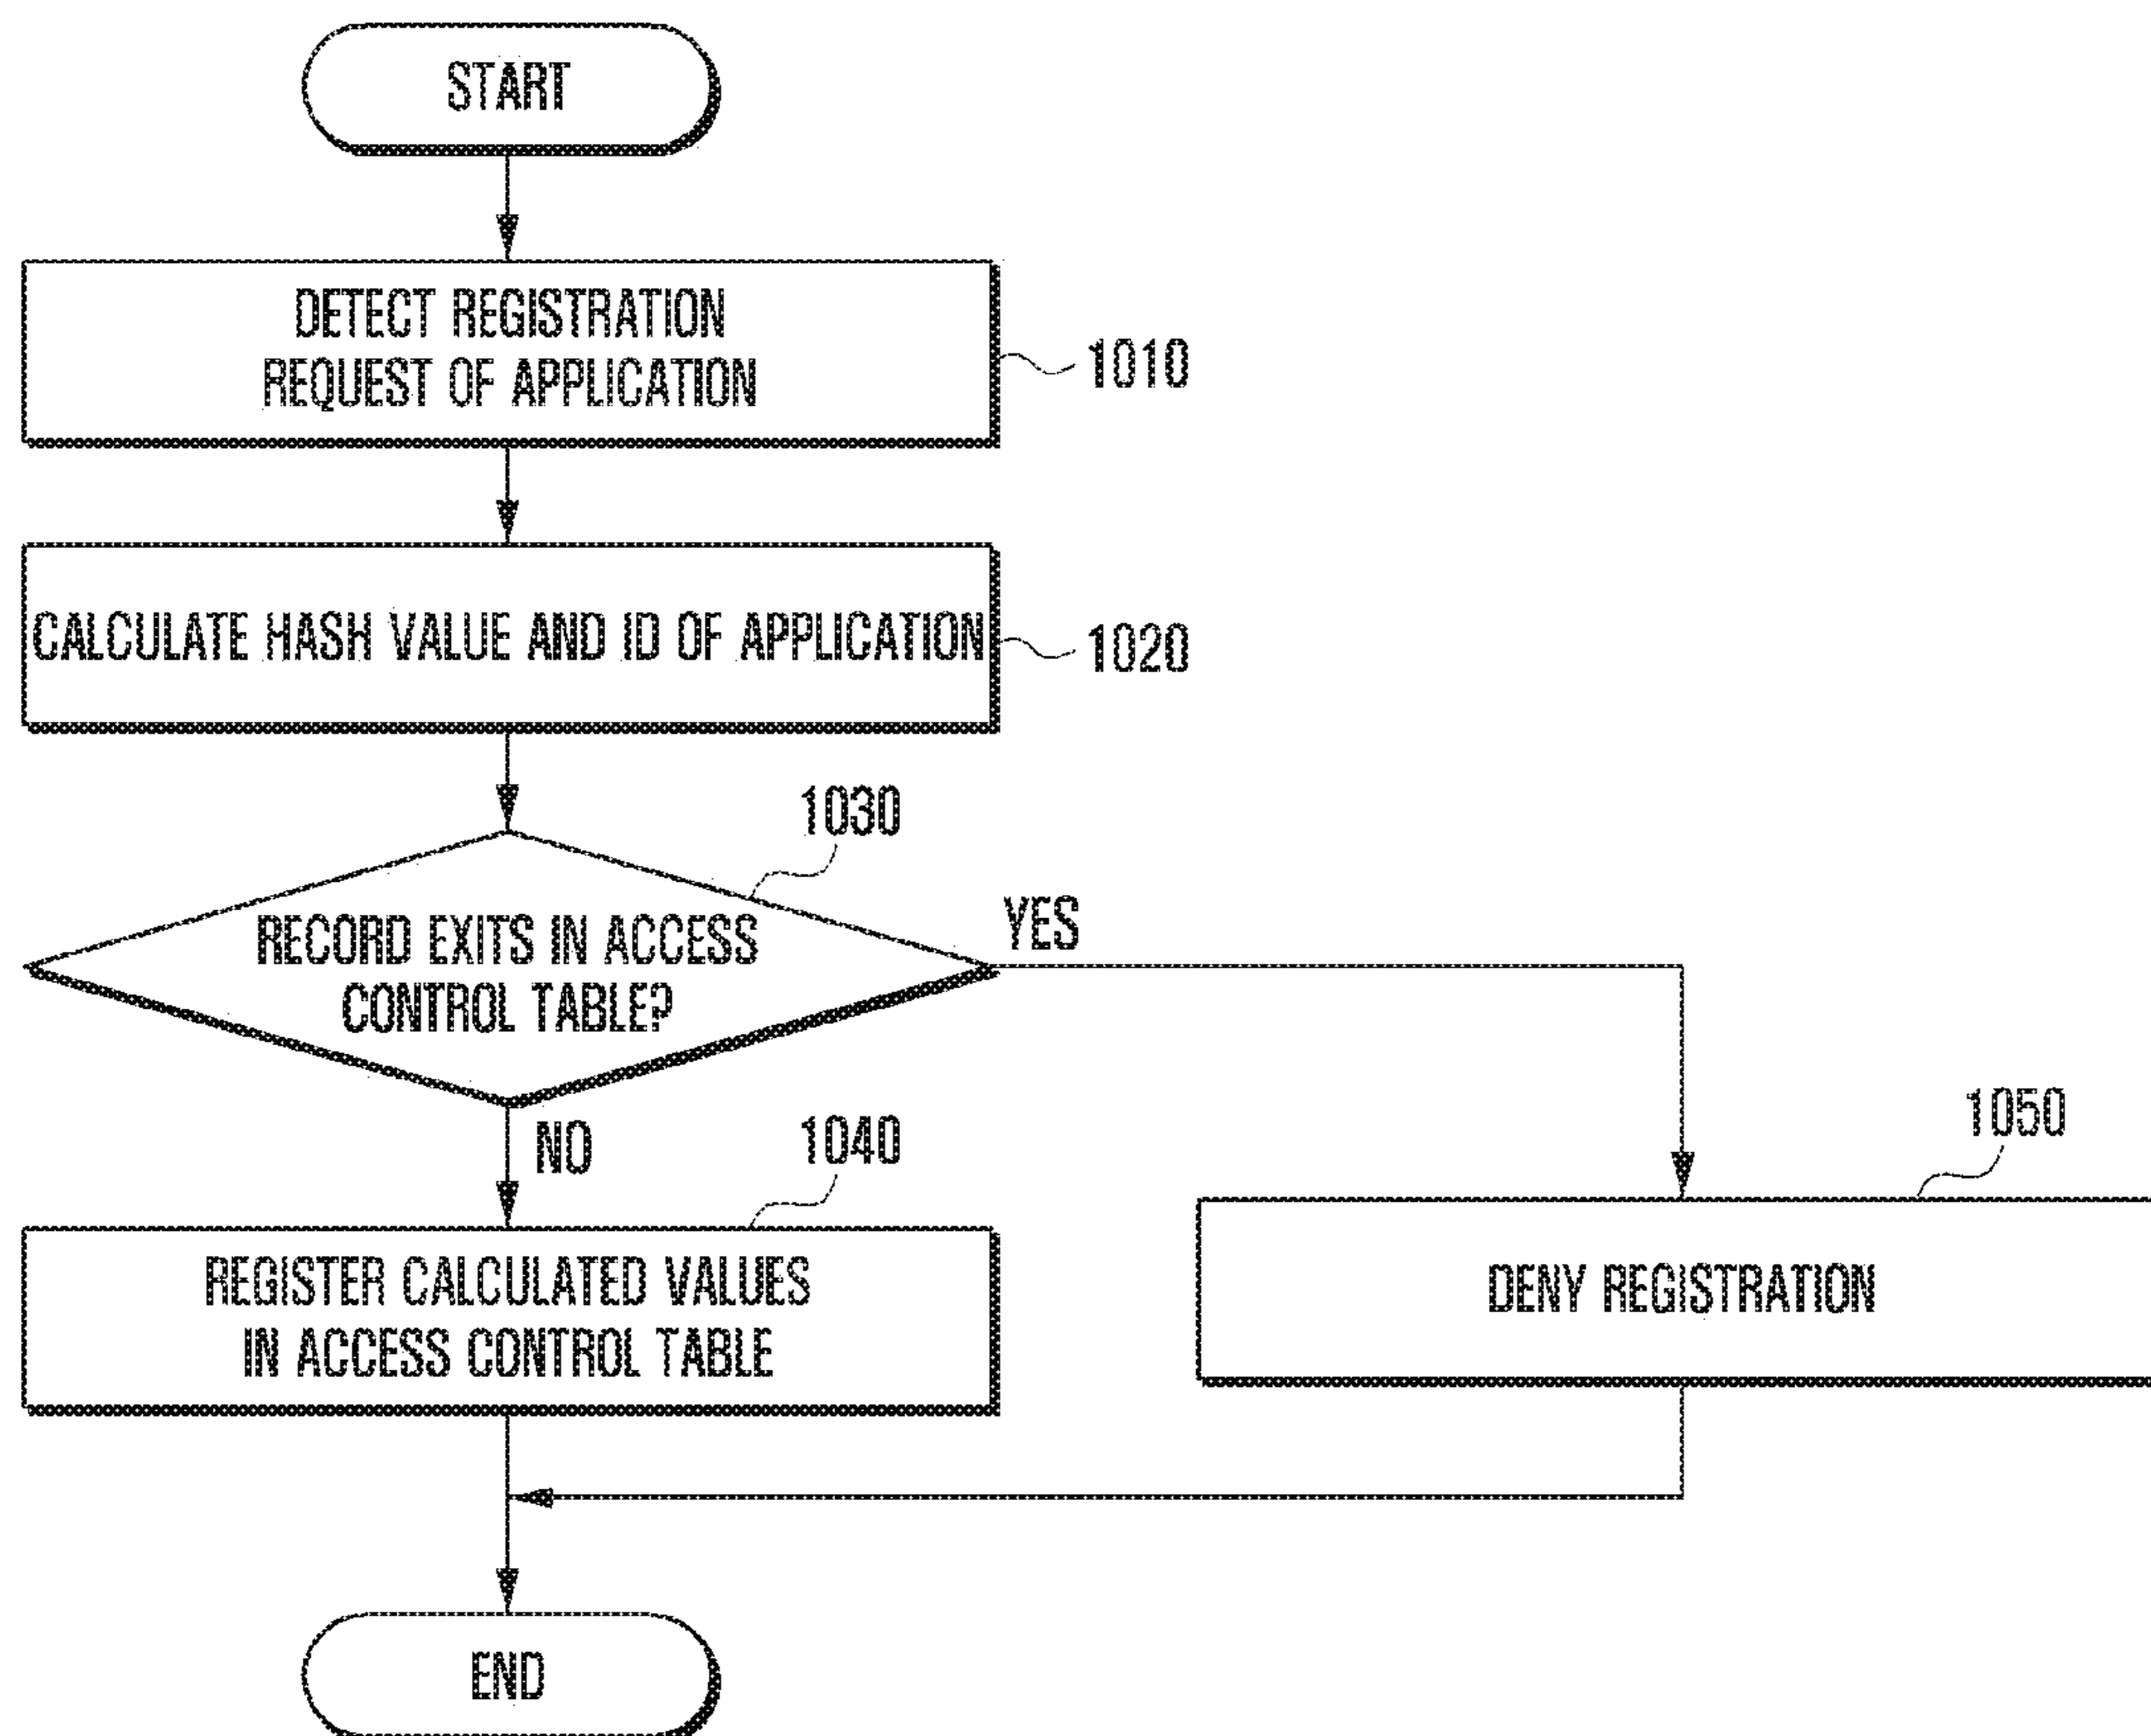 START
DETECT REGISTRATION
REQUEST OF APPLICATION
1010
CALCULATE HASH VALUE AND ID OF APPLICATION
1020
1030
RECORD EXITS IN ACCESS
CONTROL TABLE?
YES
NO
1040
REGISTER CALCULATED VALUES
IN ACCESS CONTROL TABLE
1050
DENY REGISTRATION
END